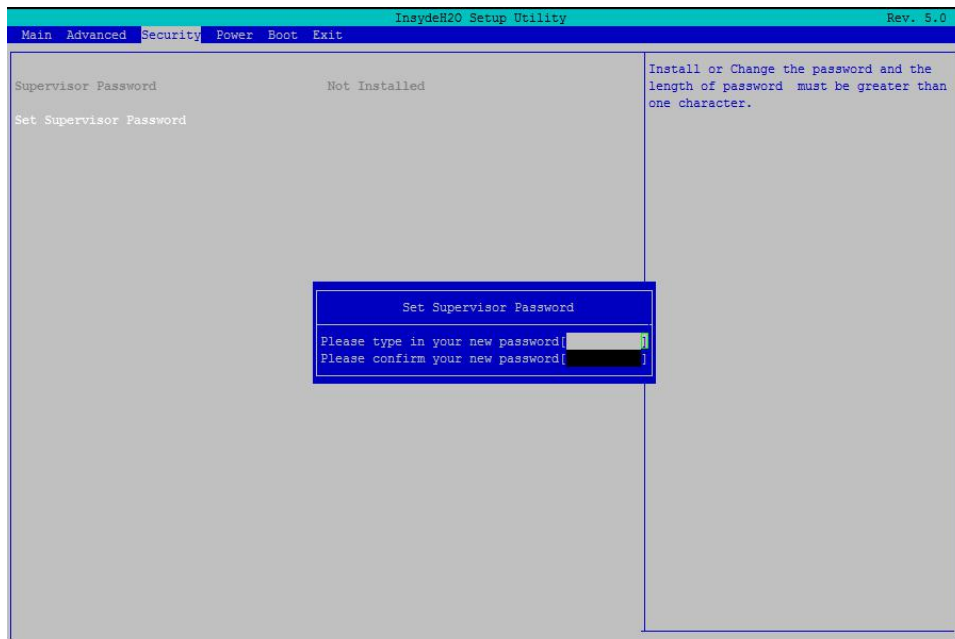 InsydeH20 Setup Utility Rev. 5.0
Main Advanced Security Power Boot Exit
Supervisor Password Not Installed
Set Supervisor Password
Install or Change the password and the
length of password must be greater than
one character.
Set Supervisor Password
Please type in your new password[ ]
Please confirm your new password[ ]